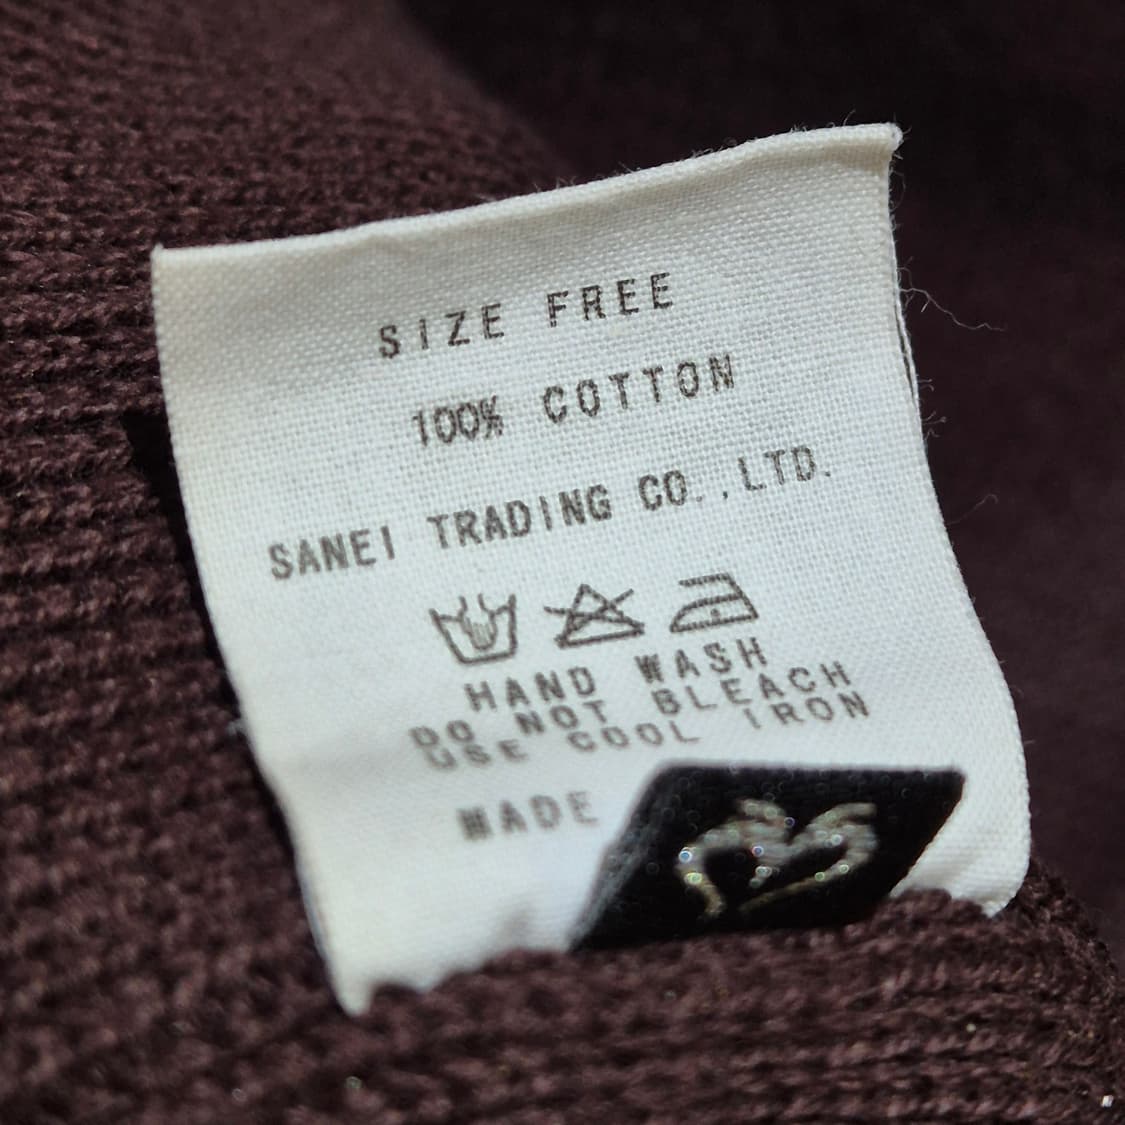 SIZE FREE
100% COTTON
SANEI TRADING CO.,LTD.
HAND WASH
DO NOT BLEACH
USE COOL IRON
MADE